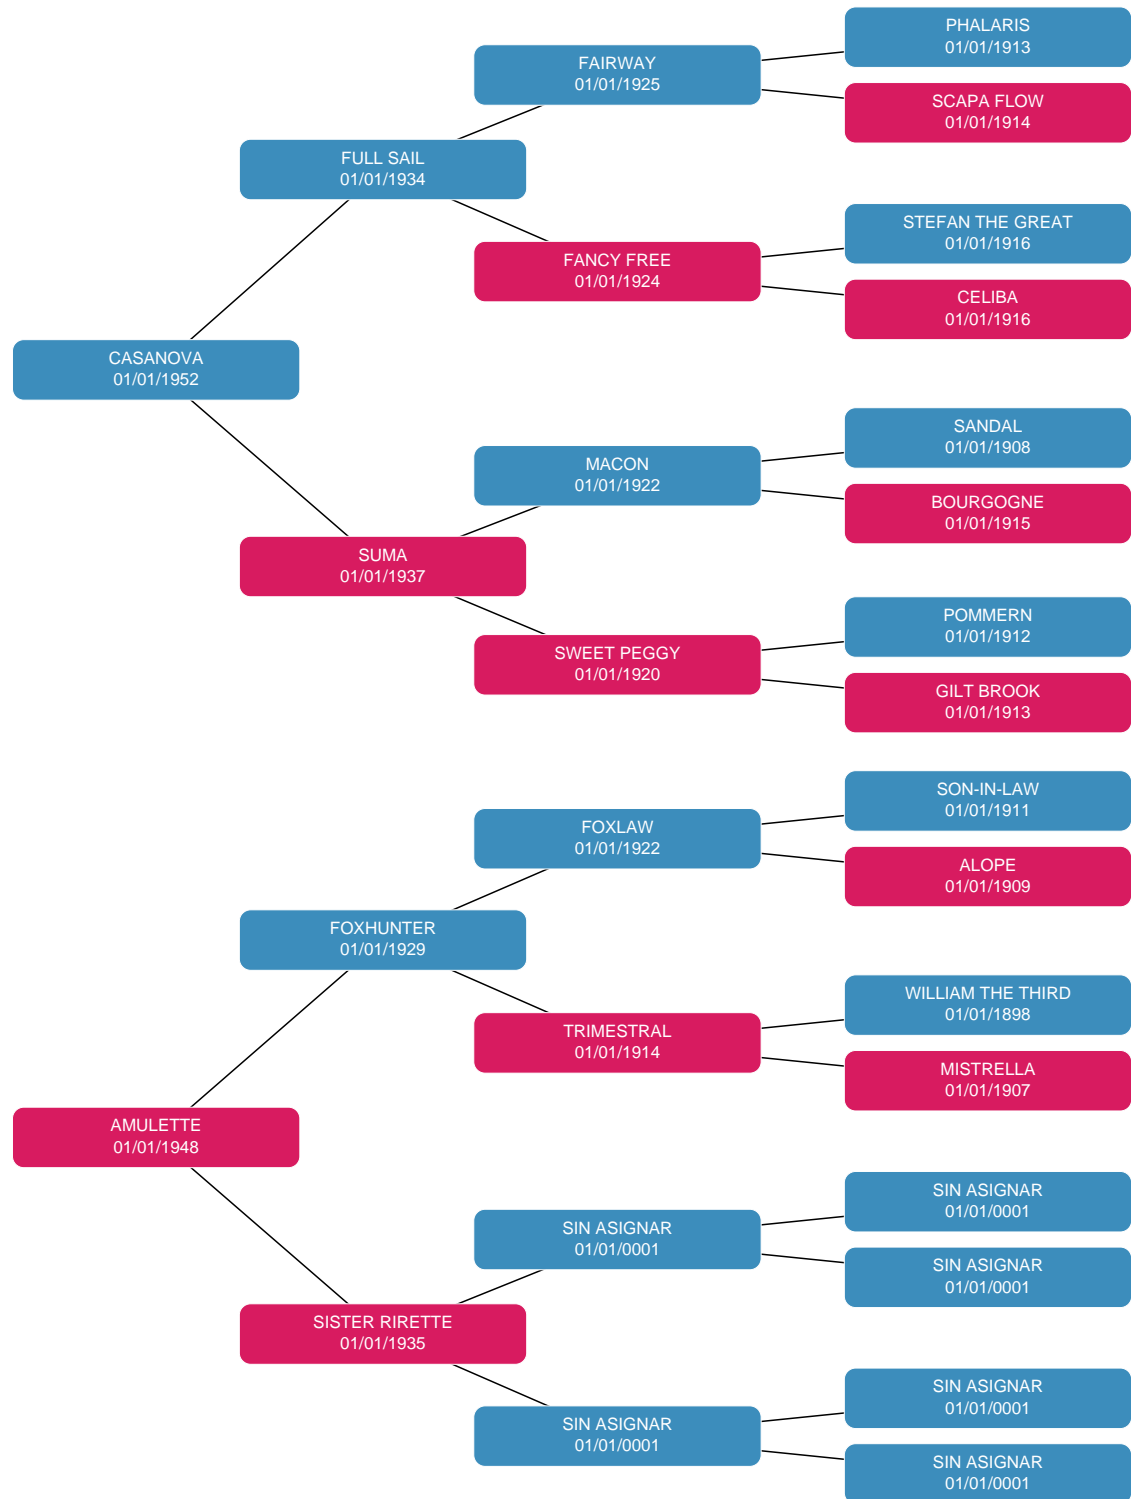 PHALARIS
01/01/1913
FAIRWAY
01/01/1925
SCAPA FLOW
01/01/1914
FULL SAIL
01/01/1934
STEFAN THE GREAT
01/01/1916
FANCY FREE
01/01/1924
CELIBA
01/01/1916
CASANOVA
01/01/1952
SANDAL
01/01/1908
MACON
01/01/1922
BOURGOGNE
01/01/1915
SUMA
01/01/1937
POMMERN
01/01/1912
SWEET PEGGY
01/01/1920
GILT BROOK
01/01/1913
SON-IN-LAW
01/01/1911
FOXLAW
01/01/1922
ALOPE
01/01/1909
FOXHUNTER
01/01/1929
WILLIAM THE THIRD
01/01/1898
TRIMESTRAL
01/01/1914
MISTRELLA
01/01/1907
AMULETTE
01/01/1948
SIN ASIGNAR
01/01/0001
SIN ASIGNAR
01/01/0001
SIN ASIGNAR
01/01/0001
SISTER RIRETTE
01/01/1935
SIN ASIGNAR
01/01/0001
SIN ASIGNAR
01/01/0001
SIN ASIGNAR
01/01/0001